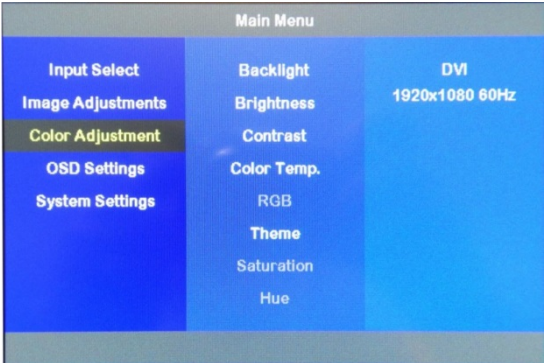 Main Menu
Input Select
Image Adjustments
Color Adjustment
OSD Settings
System Settings
Backlight
Brightness
Contrast
Color Temp.
RGB
Theme
Saturation
Hue
DVI
1920x1080 60Hz